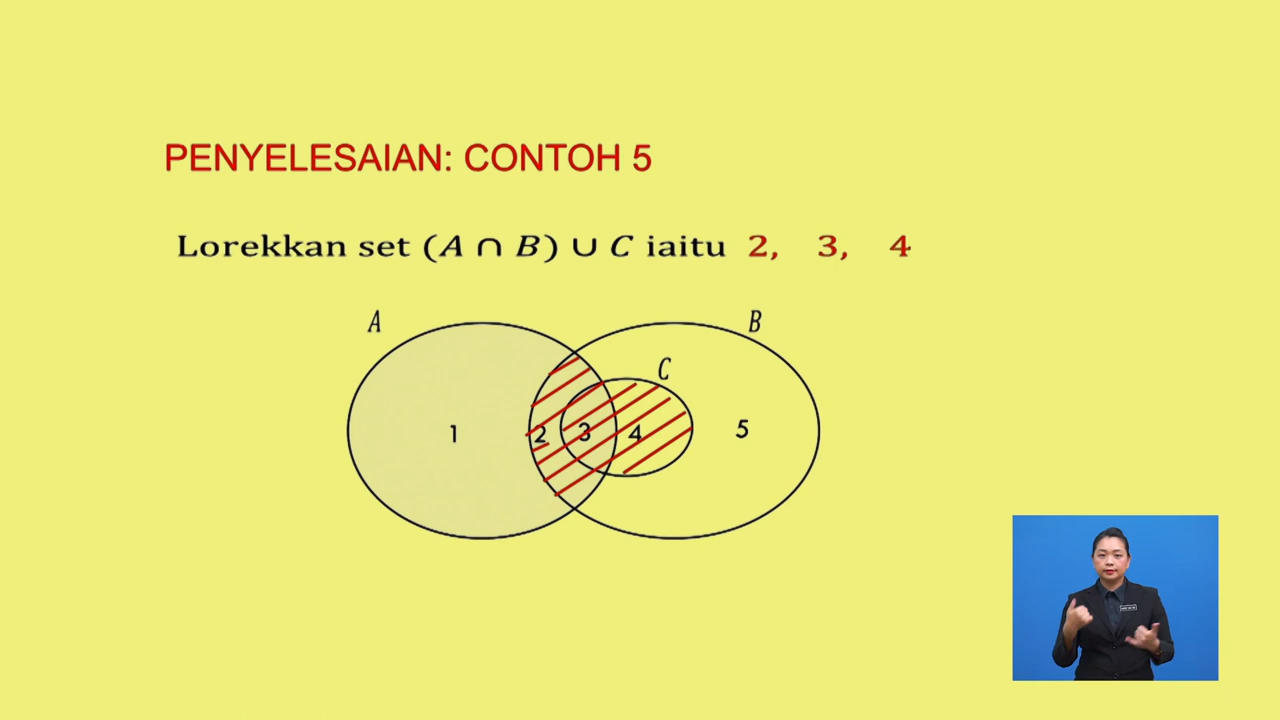 PENYELESAIAN: CONTOH 5
Lorekkan set (A ∩ B) ∪ C iaitu 2, 3, 4
A B
C
1 2 3 4 5